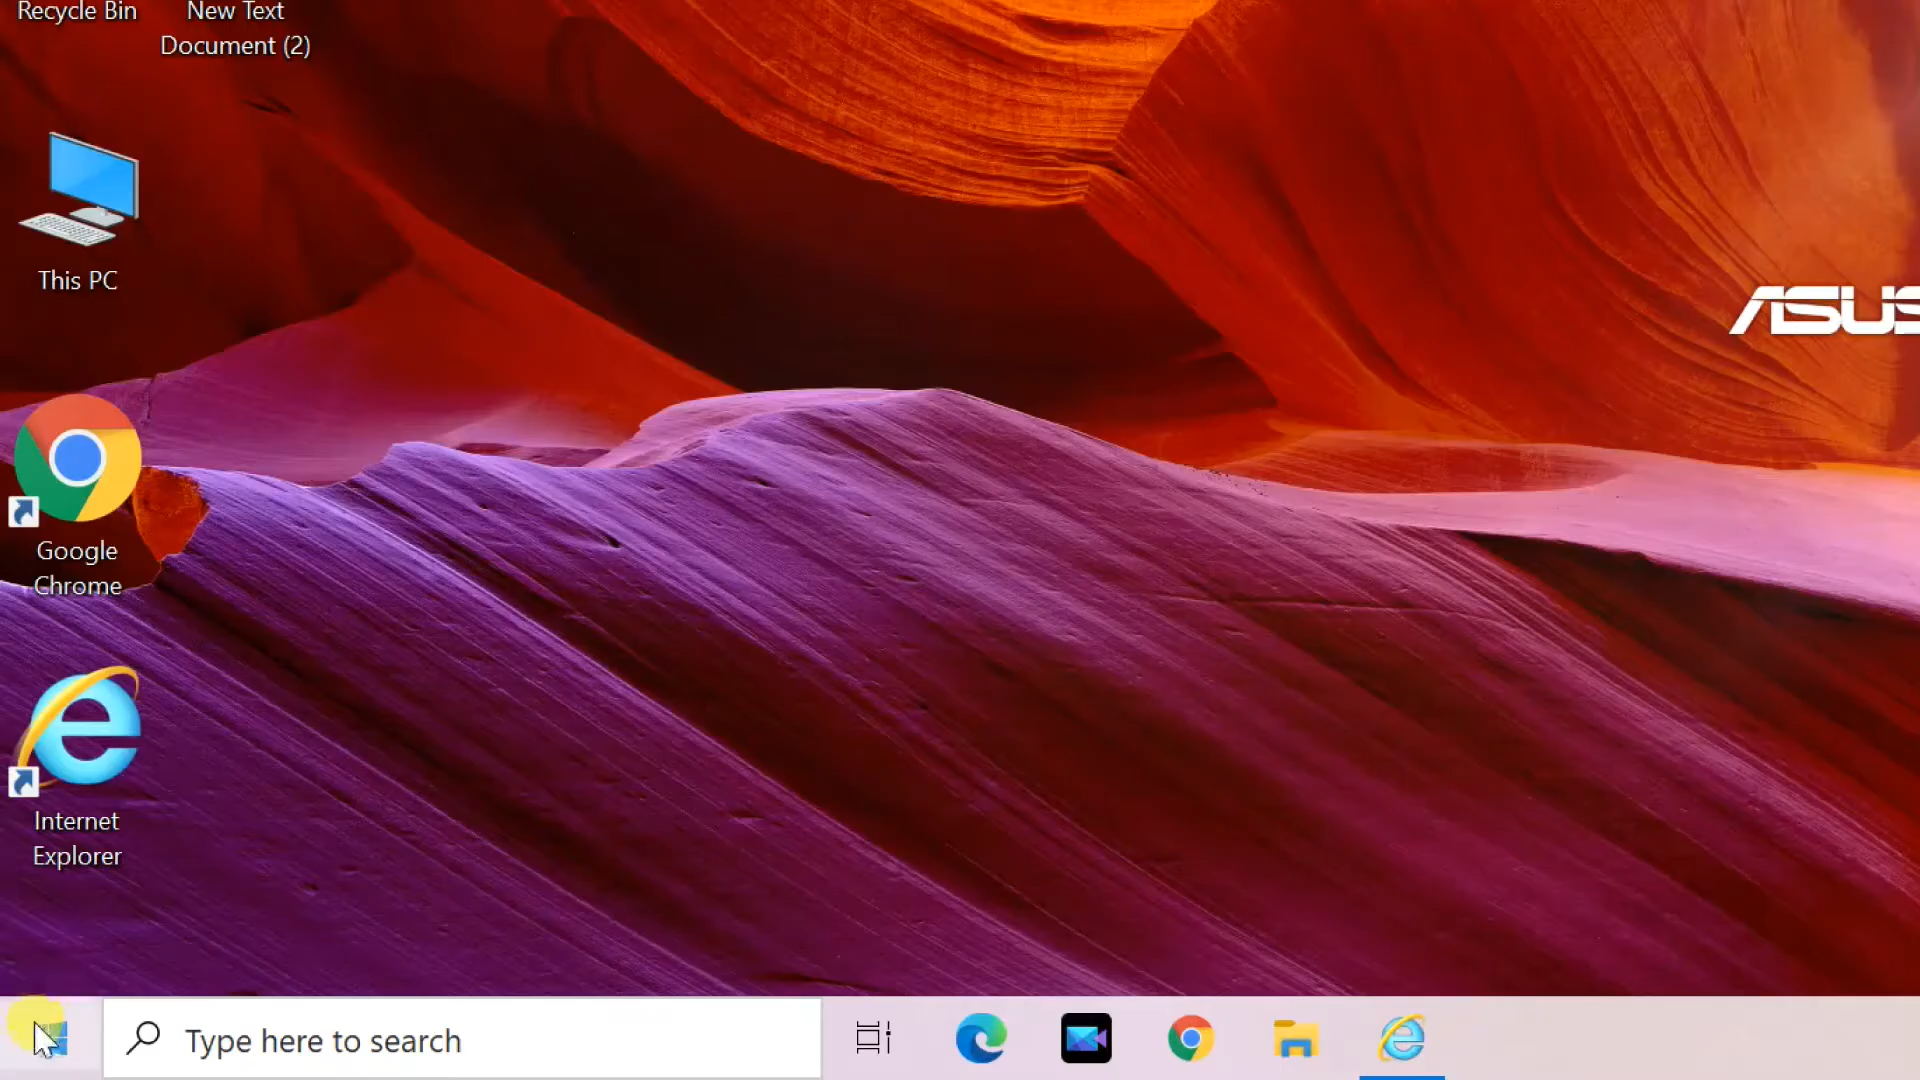 Recycle Bin
New Text
Document (2)
This PC
ASUS
Google
Chrome
Internet
Explorer
Type here to search